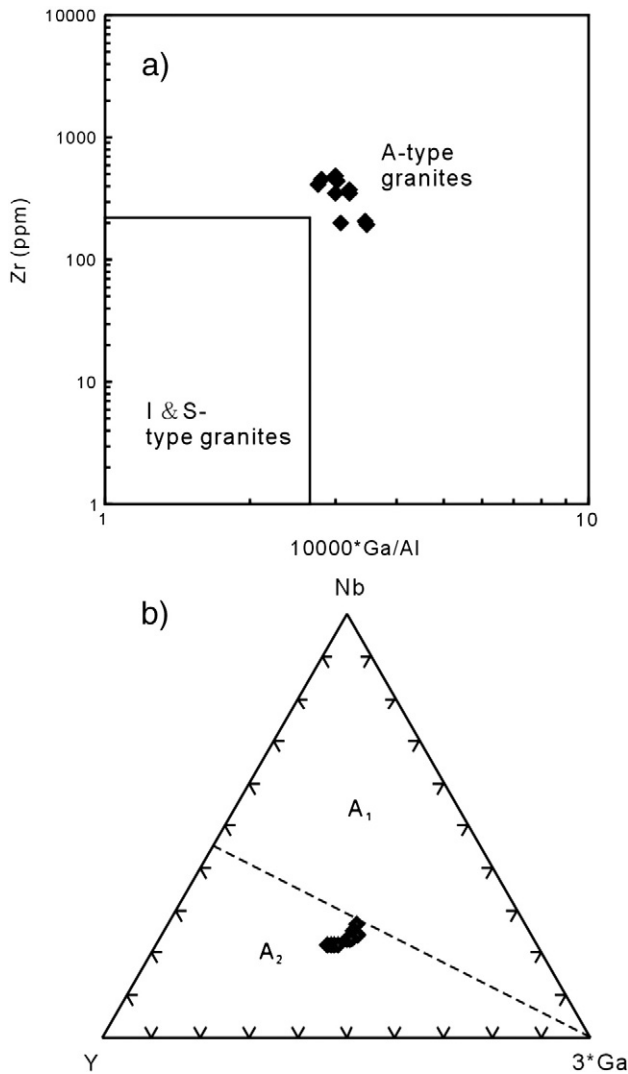 10000
a)
1000
A-type
granites
Zr (ppm)
100
10
I & S-
type granites
1
1
10
10000*Ga/Al
Nb
b)
A₁
A₂
Y
3*Ga